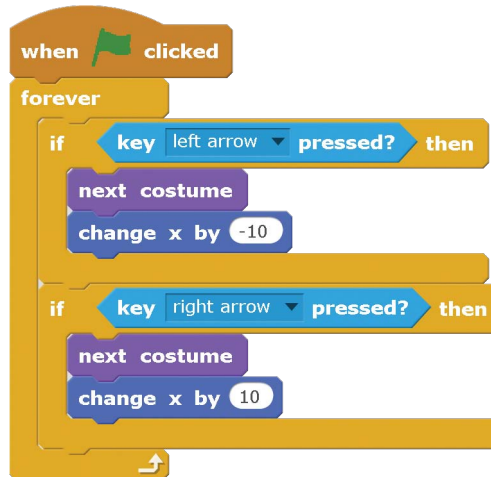 when clicked
forever
if key left arrow pressed? then
next costume
change x by -10
if key right arrow pressed? then
next costume
change x by 10